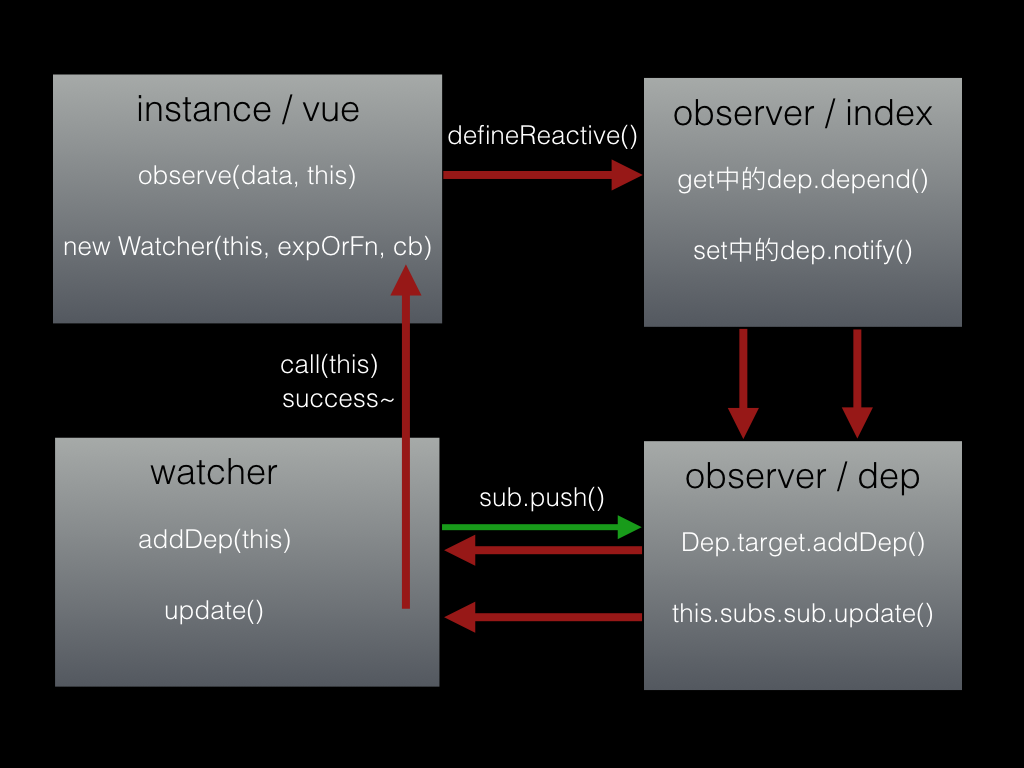 instance / vue
observe(data, this)
new Watcher(this, expOrFn, cb)
defineReactive()
observer / index
get中的dep.depend()
set中的dep.notify()
call(this)
success~
watcher
addDep(this)
update()
sub.push()
observer / dep
Dep.target.addDep()
this.subs.sub.update()